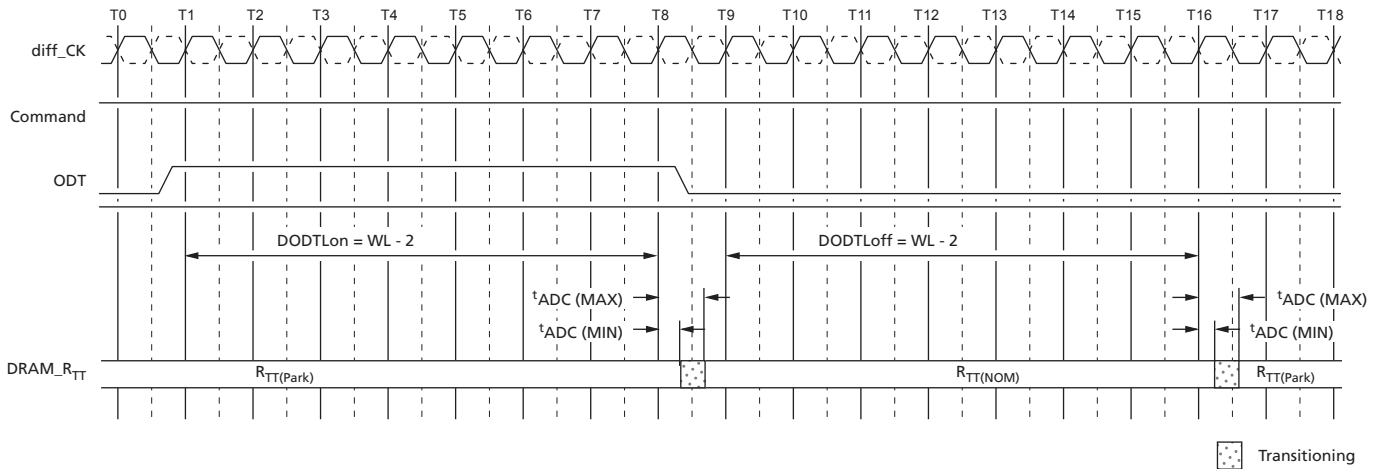 T0 T1 T2 T3 T4 T5 T6 T7 T8 T9 T10 T11 T12 T13 T14 T15 T16 T17 T18
diff_CK
Command
ODT
DODTLon = WL - 2 DODTLoff = WL - 2
tADC (MAX) tADC (MAX)
tADC (MIN) tADC (MIN)
DRAM_RTT RTT(Park) RTT(NOM) RTT(Park)
Transitioning